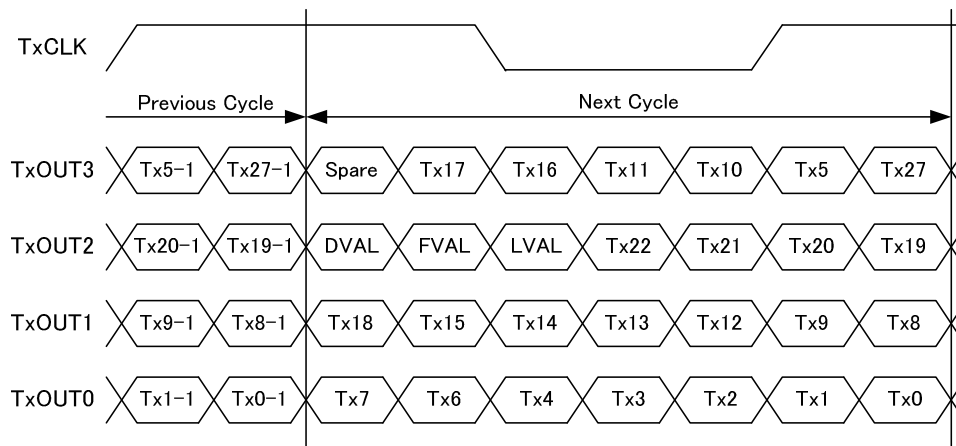 TxCLK
Previous Cycle Next Cycle
TxOUT3 Tx5-1 Tx27-1 Spare Tx17 Tx16 Tx11 Tx10 Tx5 Tx27
TxOUT2 Tx20-1 Tx19-1 DVAL FVAL LVAL Tx22 Tx21 Tx20 Tx19
TxOUT1 Tx9-1 Tx8-1 Tx18 Tx15 Tx14 Tx13 Tx12 Tx9 Tx8
TxOUT0 Tx1-1 Tx0-1 Tx7 Tx6 Tx4 Tx3 Tx2 Tx1 Tx0